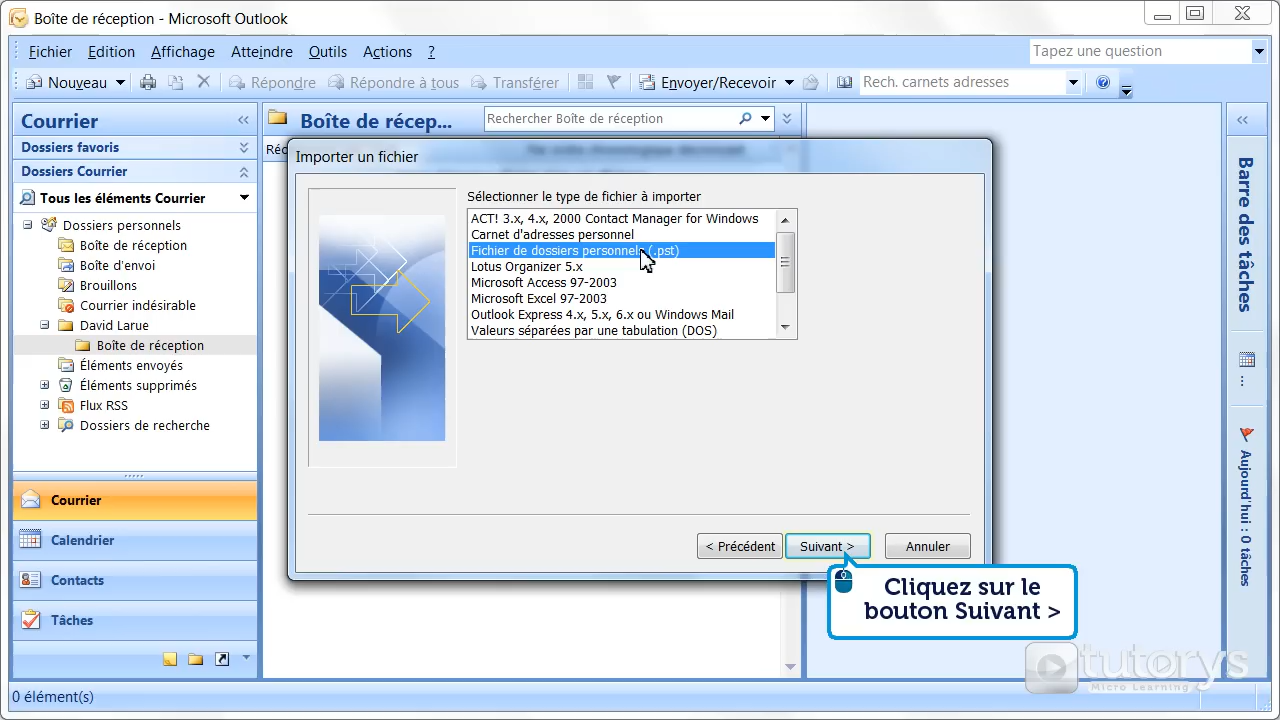 Boîte de réception - Microsoft Outlook
Fichier Edition Affichage Atteindre Outils Actions ?
Tapez une question
Nouveau Répondre Répondre à tous Transférer Envoyer/Recevoir Rech. carnets adresses
Courrier
Dossiers favoris
Dossiers Courrier
Tous les éléments Courrier
Dossiers personnels
Boîte de réception
Boîte d'envoi
Brouillons
Courrier indésirable
David Larue
Boîte de réception
Éléments envoyés
Éléments supprimés
Flux RSS
Dossiers de recherche
Courrier
Calendrier
Contacts
Tâches
0 élément(s)
Boîte de récep...
Rechercher Boîte de réception
Importer un fichier
Sélectionner le type de fichier à importer
ACT! 3.x, 4.x, 2000 Contact Manager for Windows
Carnet d'adresses personnel
Fichier de dossiers personnels (.pst)
Lotus Organizer 5.x
Microsoft Access 97-2003
Microsoft Excel 97-2003
Outlook Express 4.x, 5.x, 6.x ou Windows Mail
Valeurs séparées par une tabulation (DOS)
< Précédent Suivant > Annuler
Cliquez sur le
bouton Suivant >
Barre des tâches
...
Aujourd'hui : 0 tâches
tutorys
Micro Learning